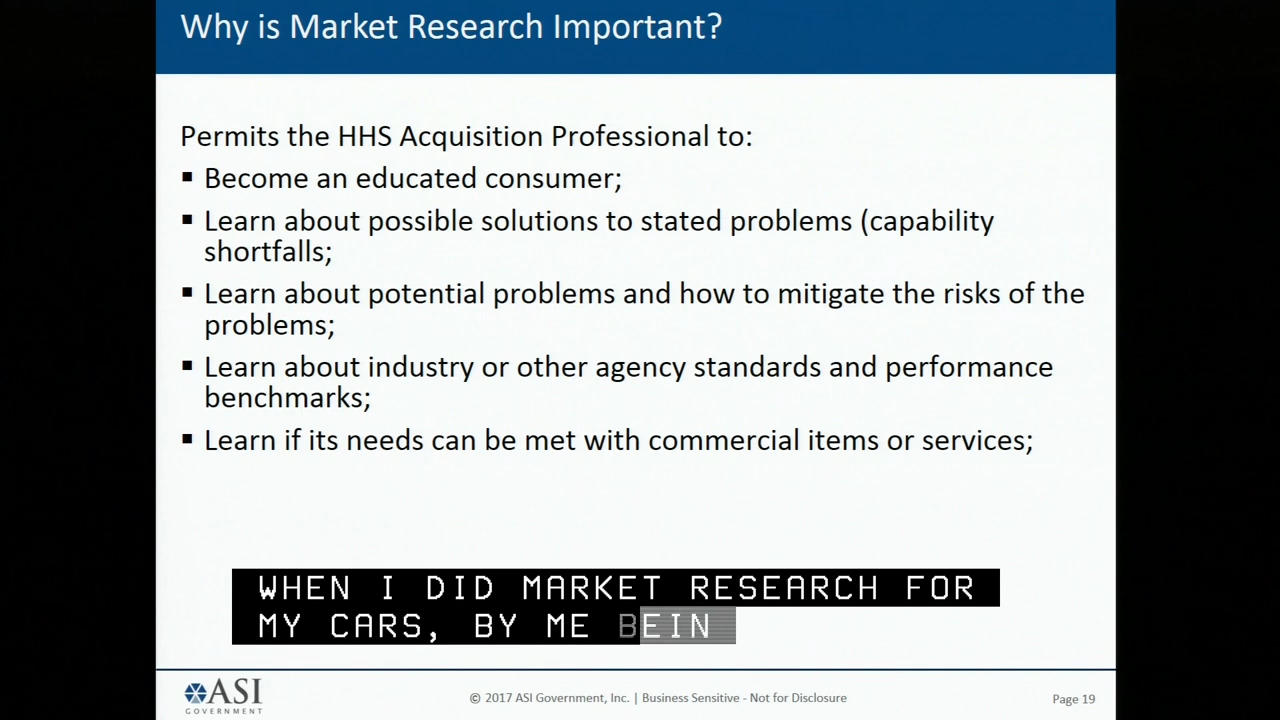 Why is Market Research Important?
Permits the HHS Acquisition Professional to:
▪ Become an educated consumer;
▪ Learn about possible solutions to stated problems (capability
shortfalls;
▪ Learn about potential problems and how to mitigate the risks of the
problems;
▪ Learn about industry or other agency standards and performance
benchmarks;
▪ Learn if its needs can be met with commercial items or services;
WHEN I DID MARKET RESEARCH FOR
MY CARS, BY ME BEIN
ASI
GOVERNMENT
© 2017 ASI Government, Inc. | Business Sensitive - Not for Disclosure
Page 19